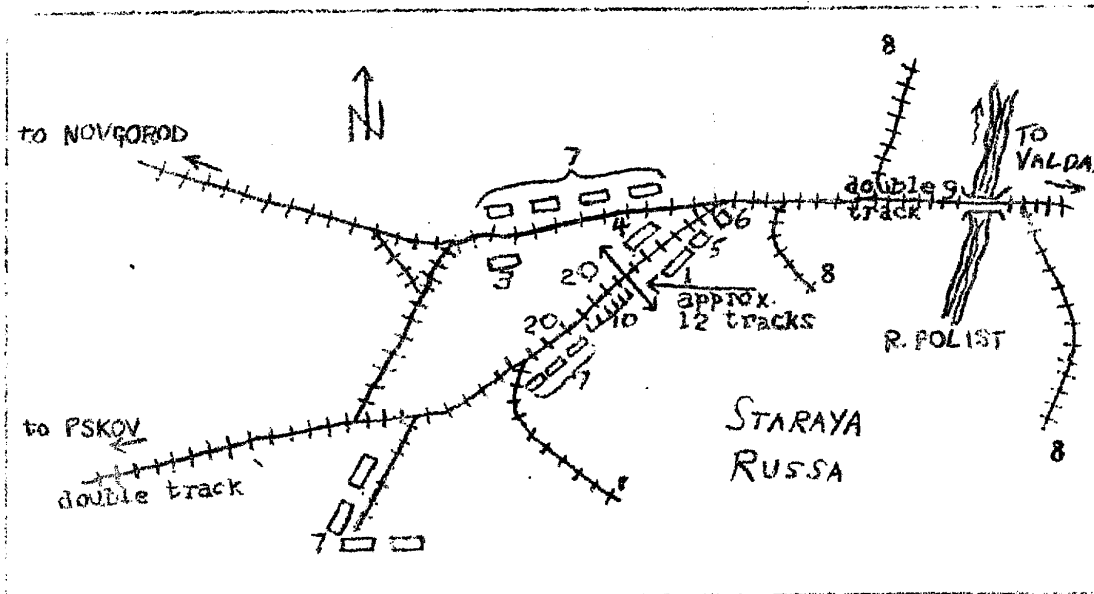 8
N
to NOVGOROD
TO
VALDA
7
double 9
track
4
6
5
3
20
1
8
approx.
12 tracks
20
10
R. POLIST
7
to PSKOV
STARAYA
RUSSA
8
double track
8
7